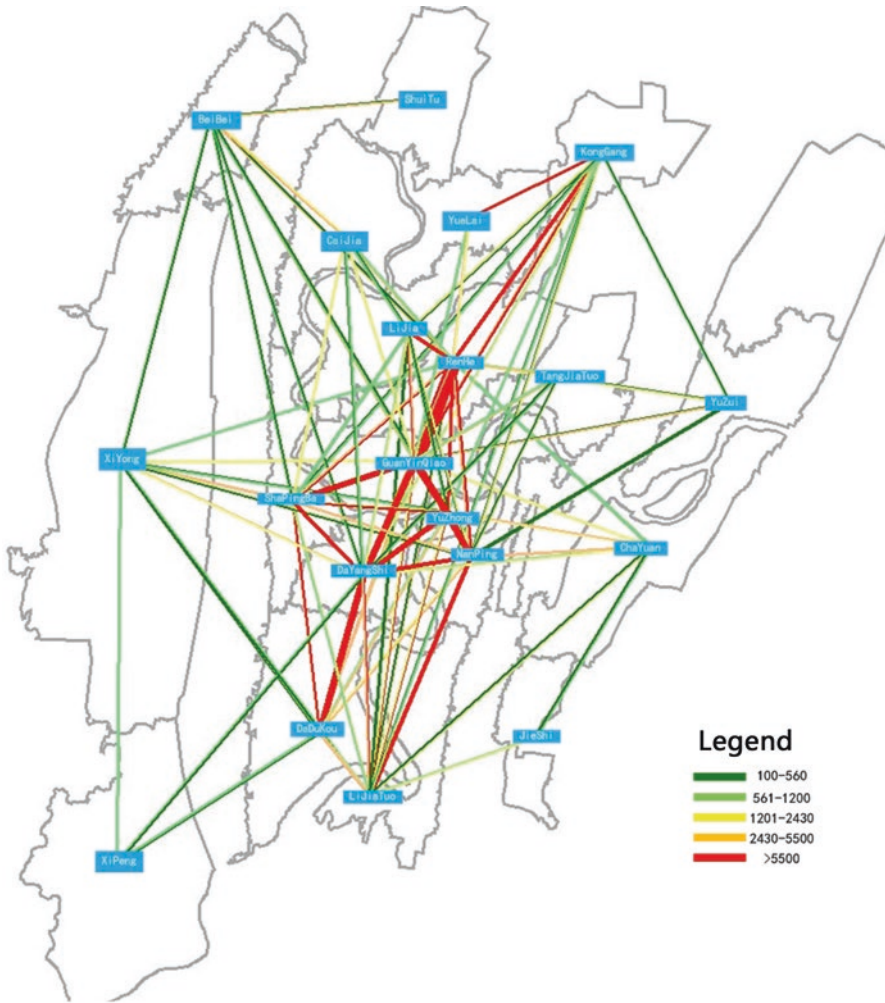 ShuiTu
BeiBei
KongGang
YueLai
CaiJia
LiJia
RenHe
TangJiaTuo
YuZui
XiYong
GuanYinQiao
ShaPingBa
YuZhong
NanPing
ChaYuan
DaYangShi
DaDuKou
JieShi
LiJiaTuo
XiPeng
Legend
100-560
561-1200
1201-2430
2430-5500
>5500